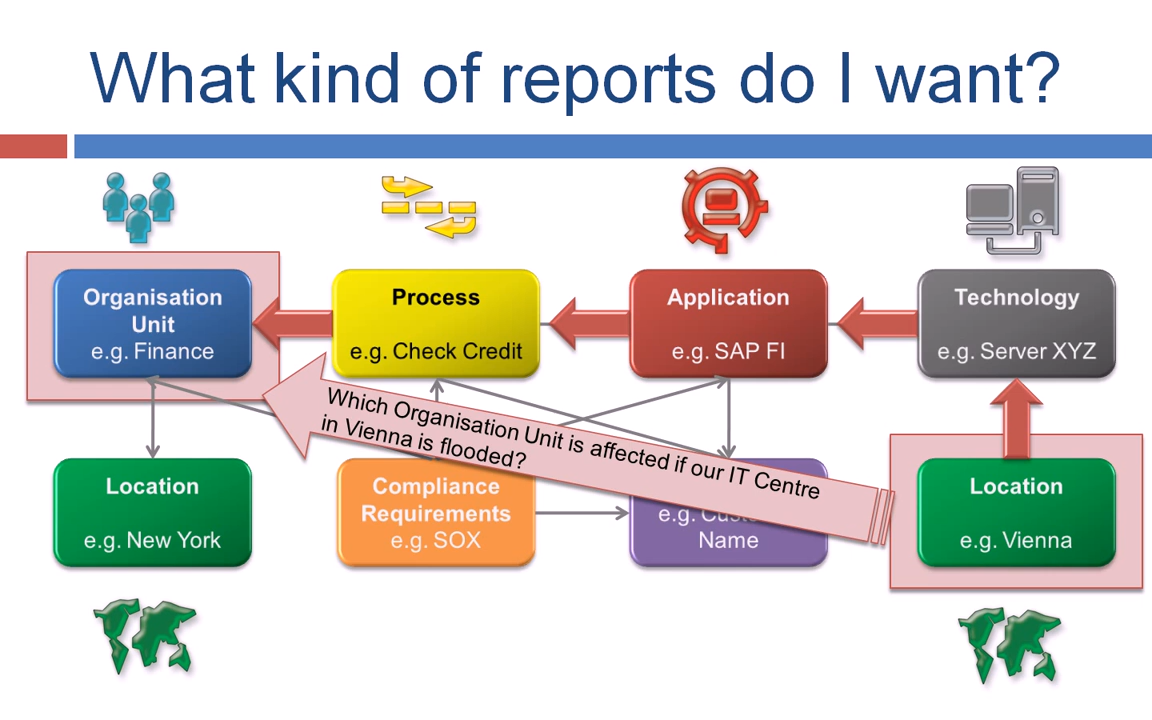 What kind of reports do I want?
Organisation
Unit
e.g. Finance
Process
e.g. Check Credit
Application
e.g. SAP FI
Technology
e.g. Server XYZ
Which Organisation Unit is affected if our IT Centre
in Vienna is flooded?
Location
e.g. New York
Compliance
Requirements
e.g. SOX
e.g.
Name
Location
e.g. Vienna